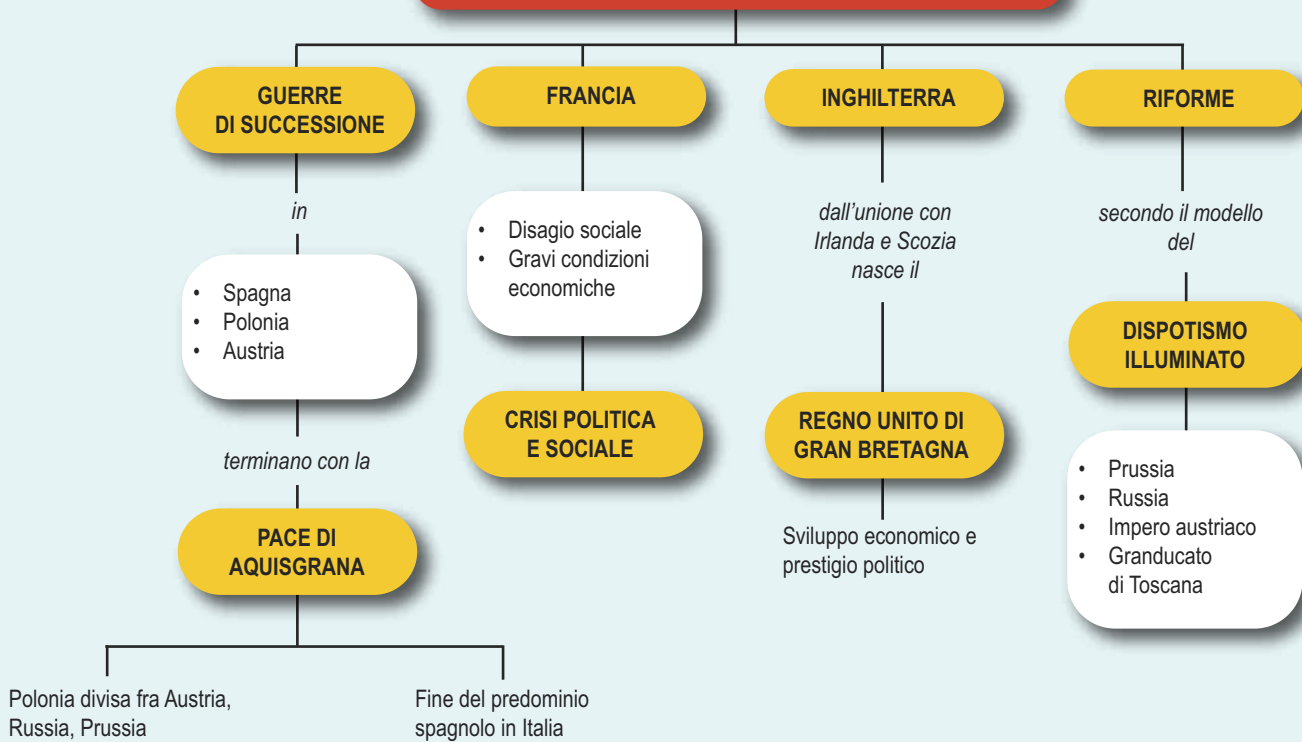 GUERRE
DI SUCCESSIONE
in
• Spagna
• Polonia
• Austria
terminano con la
PACE DI
AQUISGRANA
Polonia divisa fra Austria,
Russia, Prussia
Fine del predominio
spagnolo in Italia
FRANCIA
• Disagio sociale
• Gravi condizioni
economiche
CRISI POLITICA
E SOCIALE
INGHILTERRA
dall'unione con
Irlanda e Scozia
nasce il
REGNO UNITO DI
GRAN BRETAGNA
Sviluppo economico e
prestigio politico
RIFORME
secondo il modello
del
DISPOTISMO
ILLUMINATO
• Prussia
• Russia
• Impero austriaco
• Granducato
di Toscana